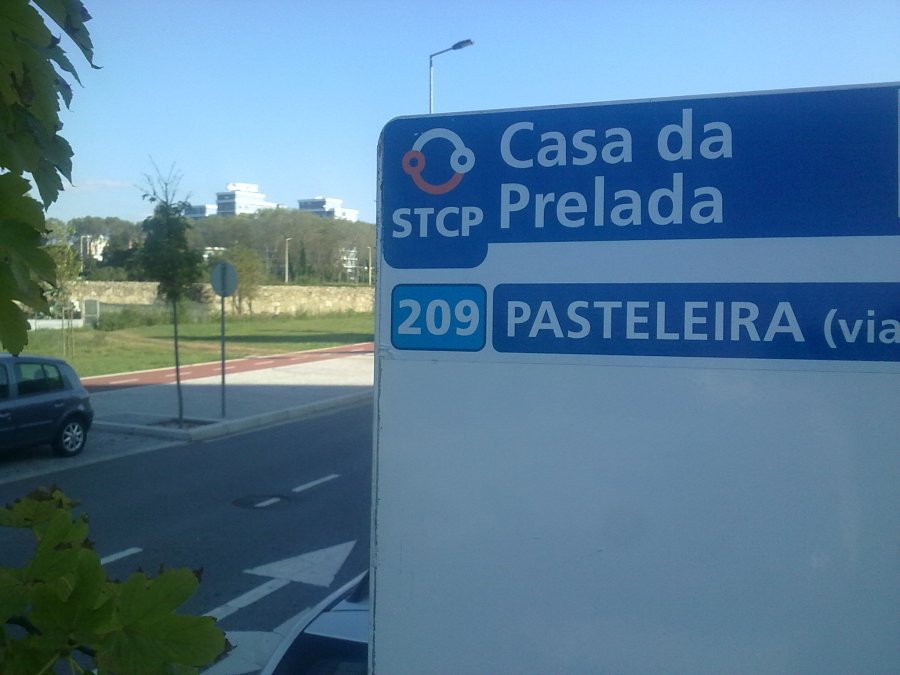 Casa da
Prelada
STCP
209 PASTELEIRA (via